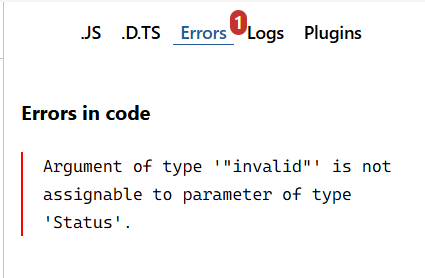 .JS .D.TS Errors 1 Logs Plugins
Errors in code
Argument of type '"invalid"' is not
assignable to parameter of type
'Status'.